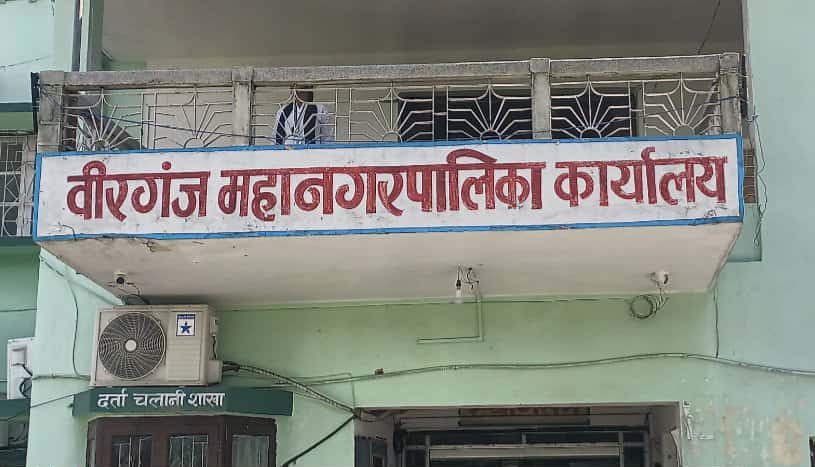 वीरगंज महानगरपालिका कार्यालय
दर्ता चलानी शाखा